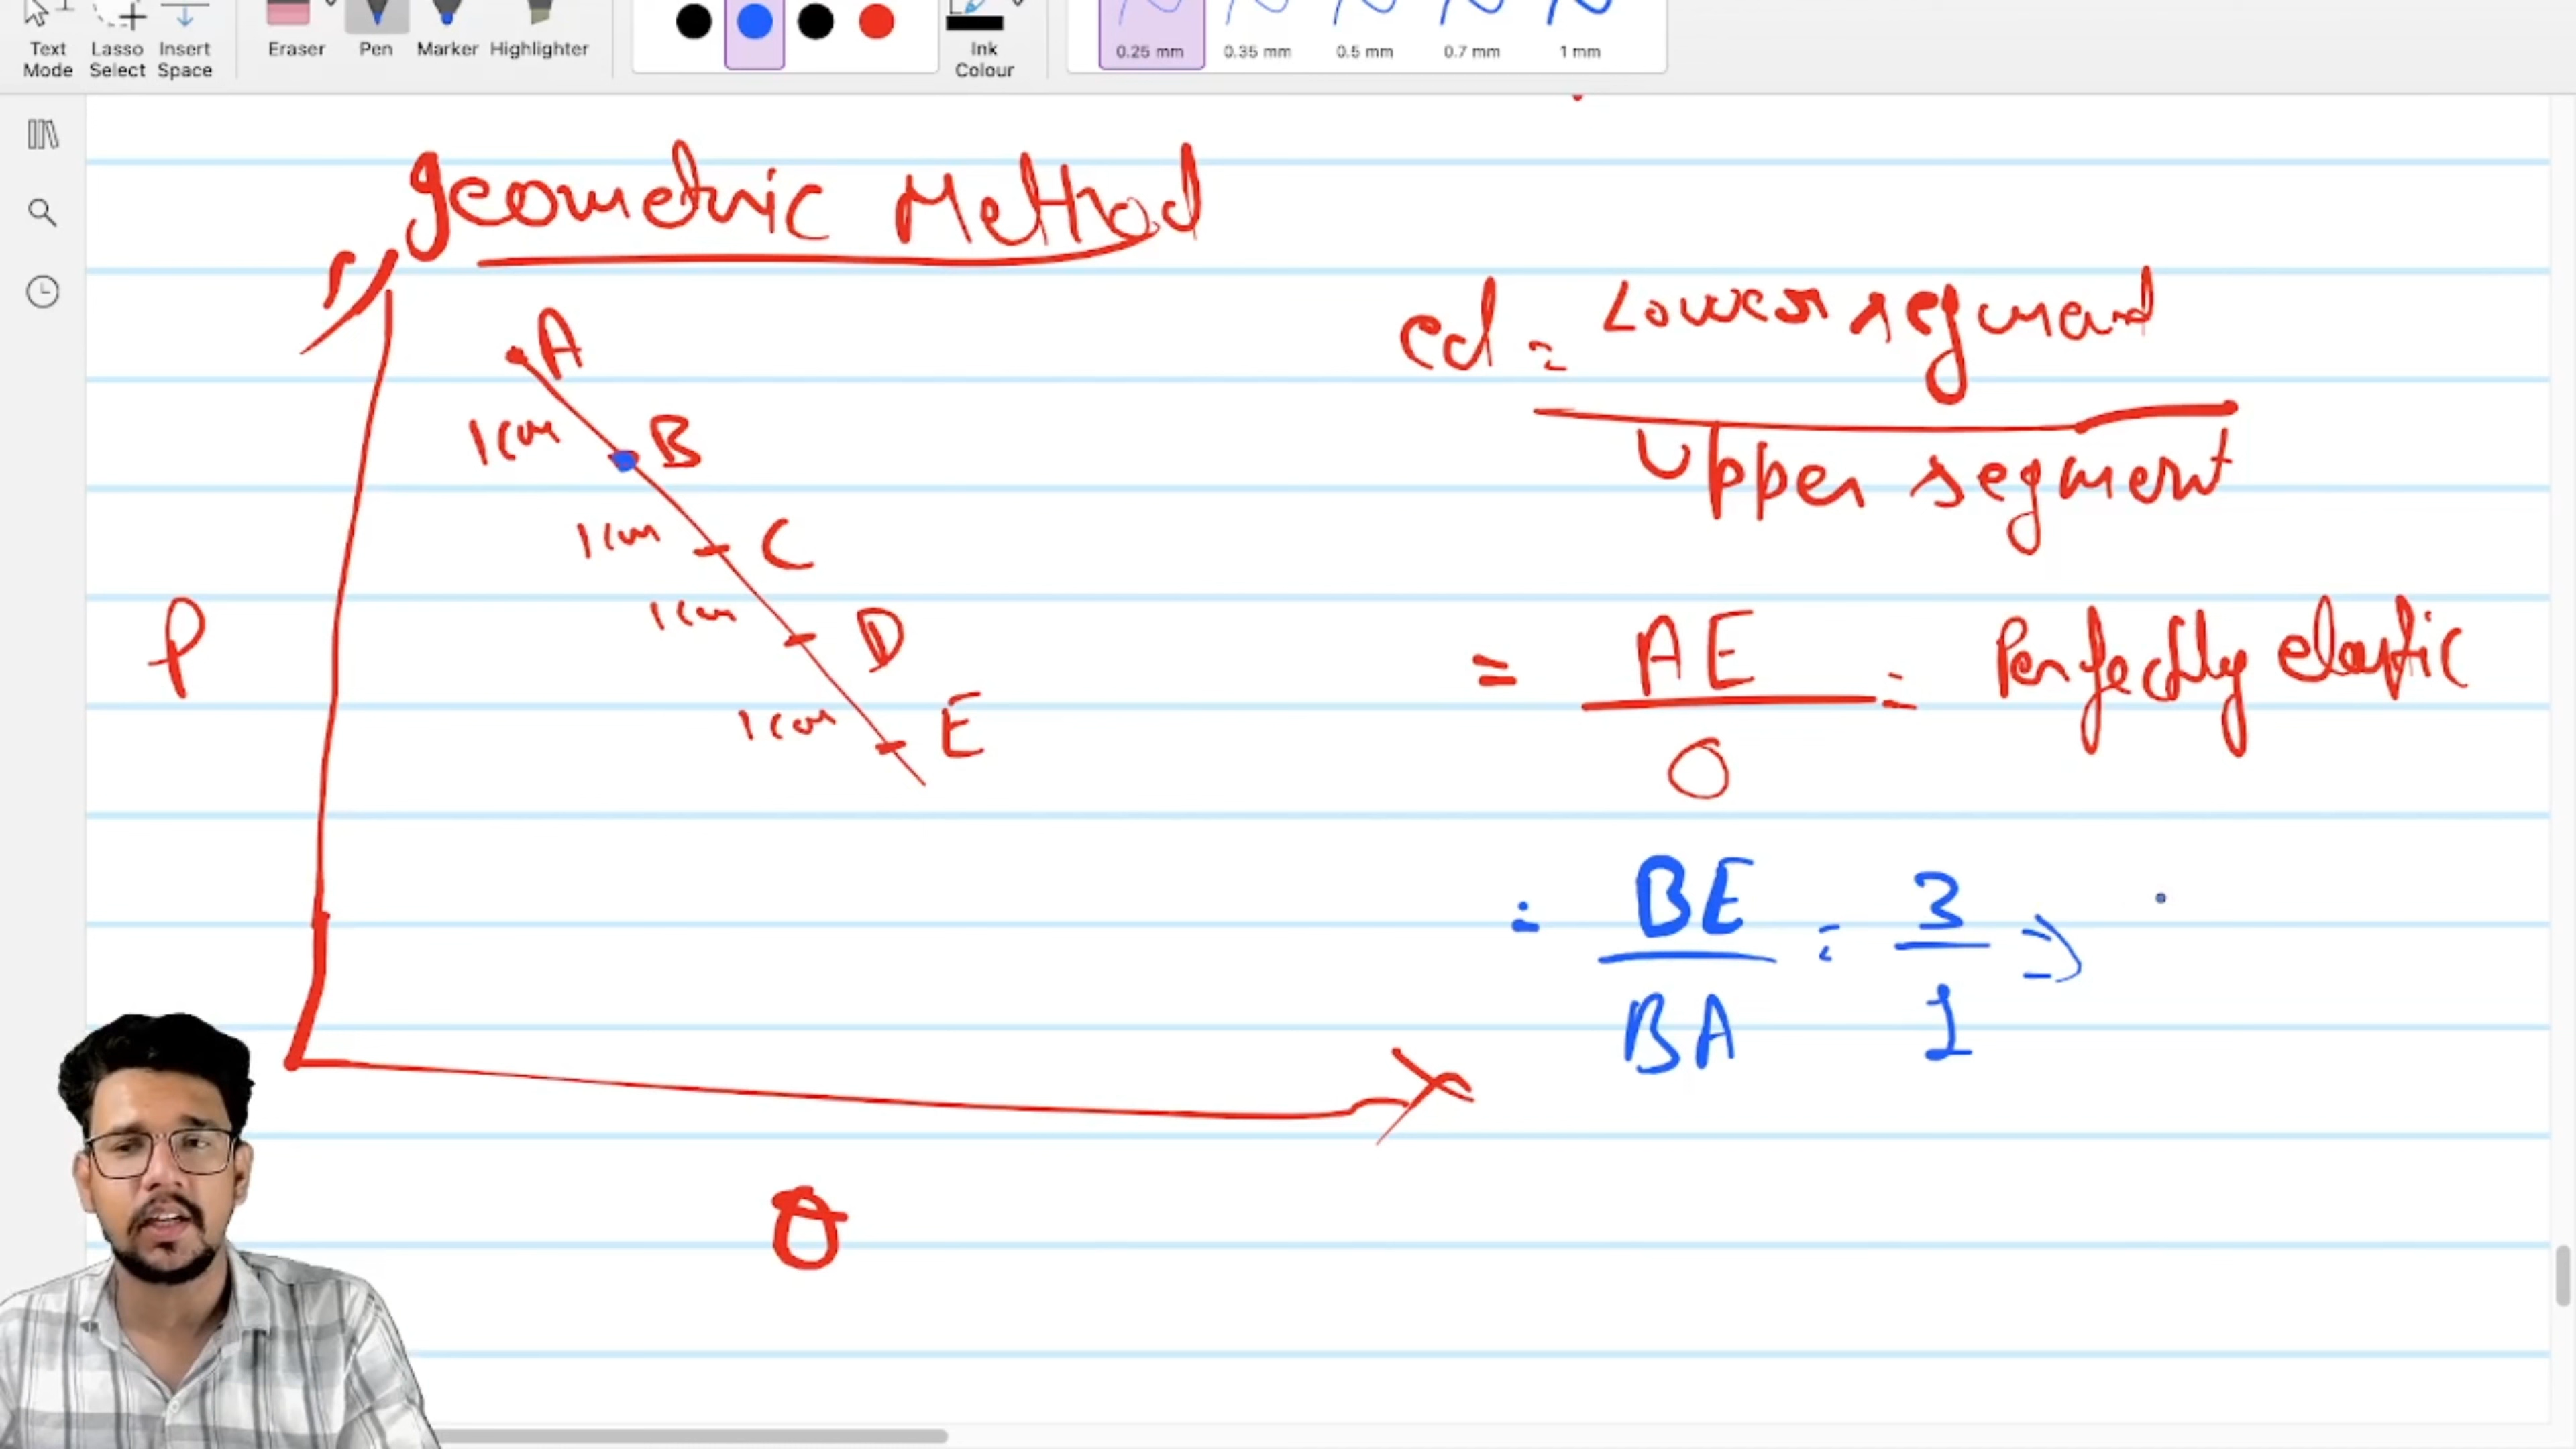 Text Mode
Lasso Select
Insert Space
Eraser
Pen
Marker
Highlighter
Ink Colour
0.25 mm
0.35 mm
0.5 mm
0.7 mm
1 mm
Geometric Method
A
1cm
B
1cm
C
1cm
D
1cm
E
P
Q
ed = Lower segment
Upper segment
= AE = Perfectly elastic
0
= BE = 3 ⇒
BA 1